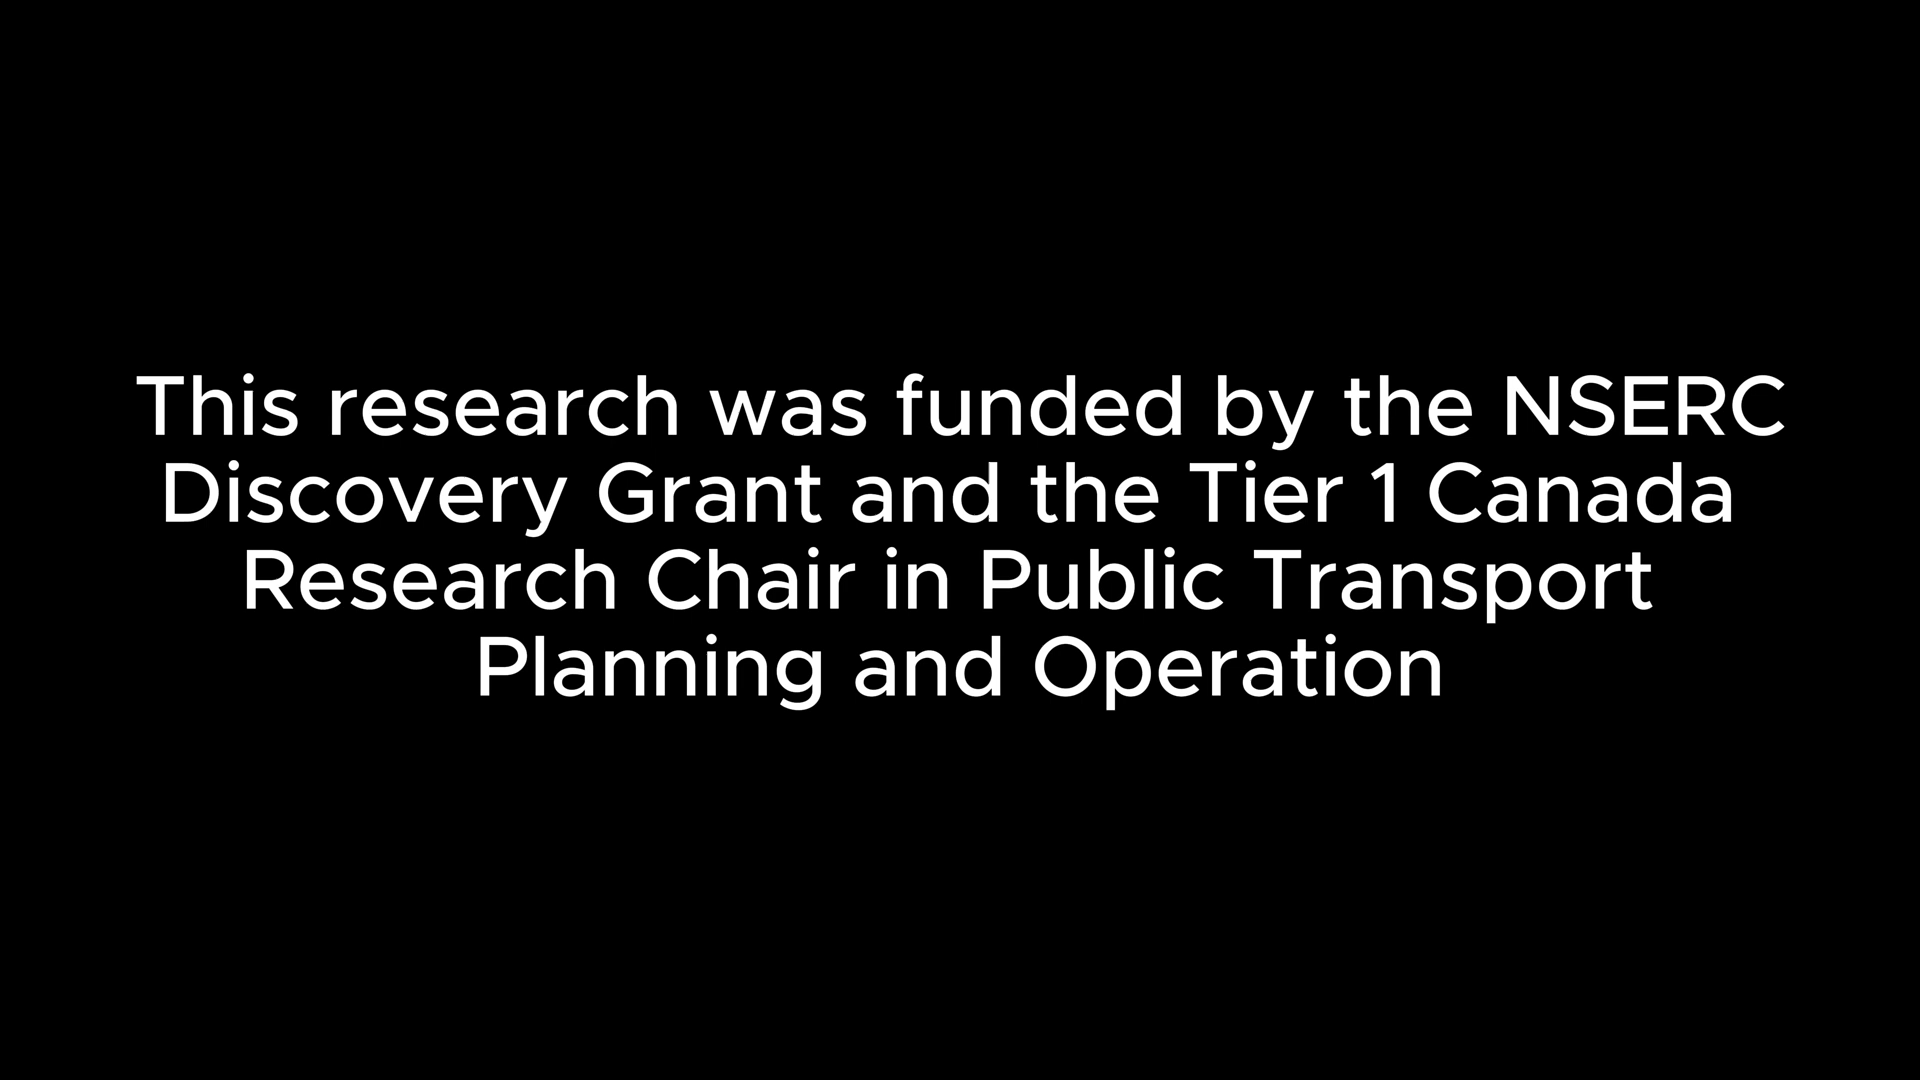 This research was funded by the NSERC
Discovery Grant and the Tier 1 Canada
Research Chair in Public Transport
Planning and Operation